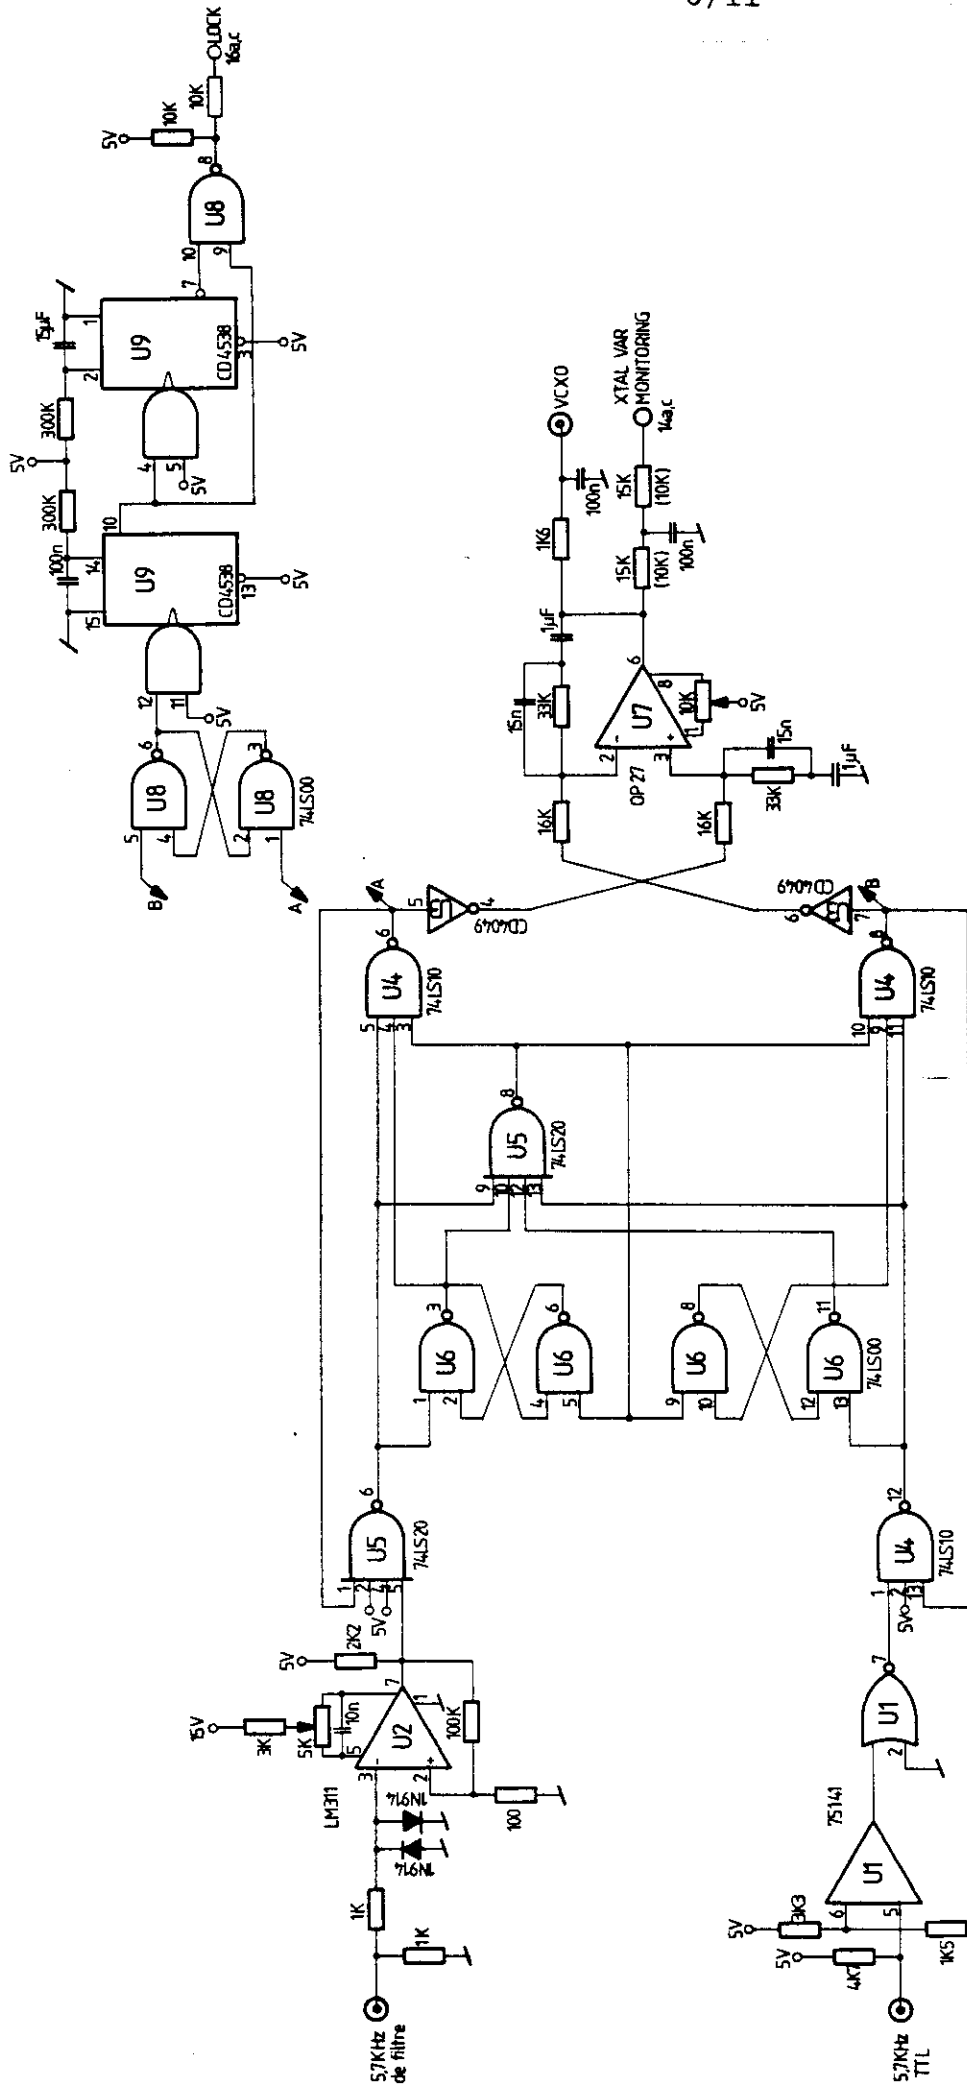 6/11
LOCK
16a,c
10K
5V
10K
8
U8
10
9
7
15µF
1
2
U9
CD4538
3
5V
300K
5V
300K
4
5
5V
10
100n
14
15
U9
CD4538
13
5V
12
11
5V
6
U8
5
4
3
U8
2
1
74LS00
B
A
VCXO
100n
1K6
XTAL VAR
MONITORING
14a,c
15K
(10K)
100n
15K
(10K)
1µF
15n
33K
6
U7
8
10K
1
5V
2
3
OP 27
16K
16K
15n
33K
1µF
A
5
4
CD4049
CD4049
6
7
B
6
U4
5
4
3
74LS10
8
U4
10
9
11
74LS10
8
U5
9
10
12
13
74LS20
3
U6
1
2
6
U6
4
5
8
U6
9
10
11
U6
12
13
74LS00
6
U5
1
2
4
5
5V
74LS20
12
U4
1
2
13
5V
74LS10
15V
3K
5K
10n
5V
2K2
7
U2
5
1
3
2
LM311
100K
100
1N914
1N914
1K
1K
5,7KHz
de filtre
7
U1
2
75141
U1
6
5
5V
3K3
5V
4K7
1K5
5,7KHz
TTL